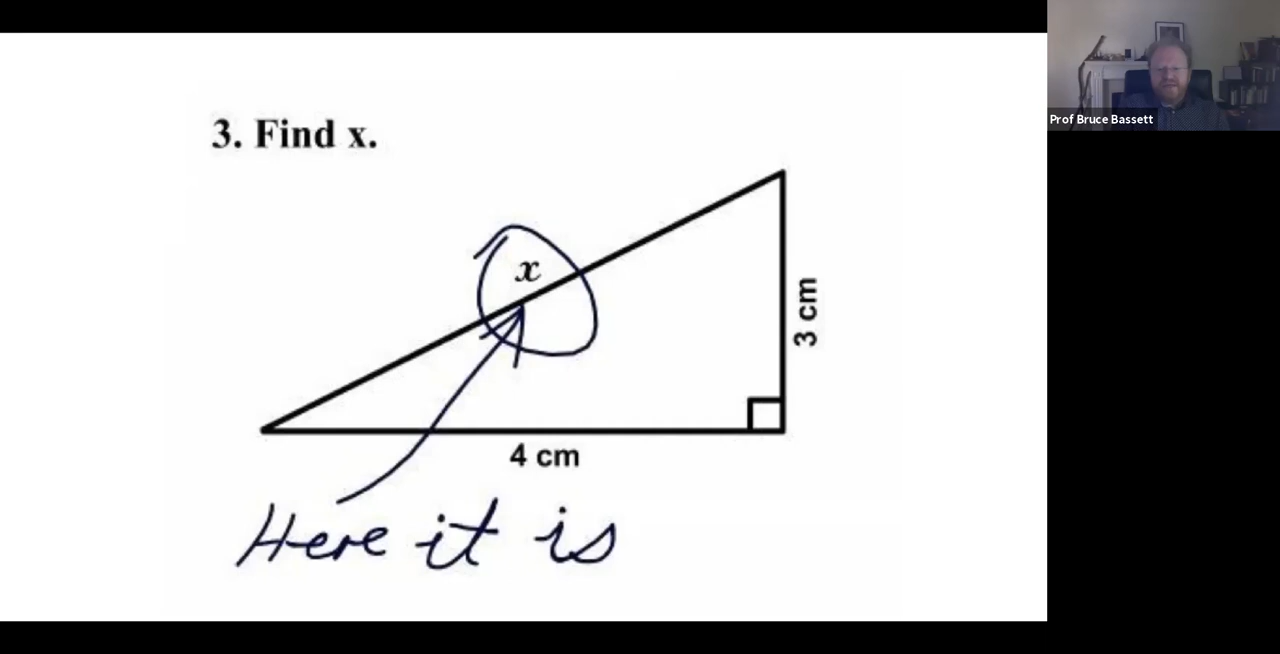 3. Find x.
x
3 cm
4 cm
Here it is
Prof Bruce Bassett